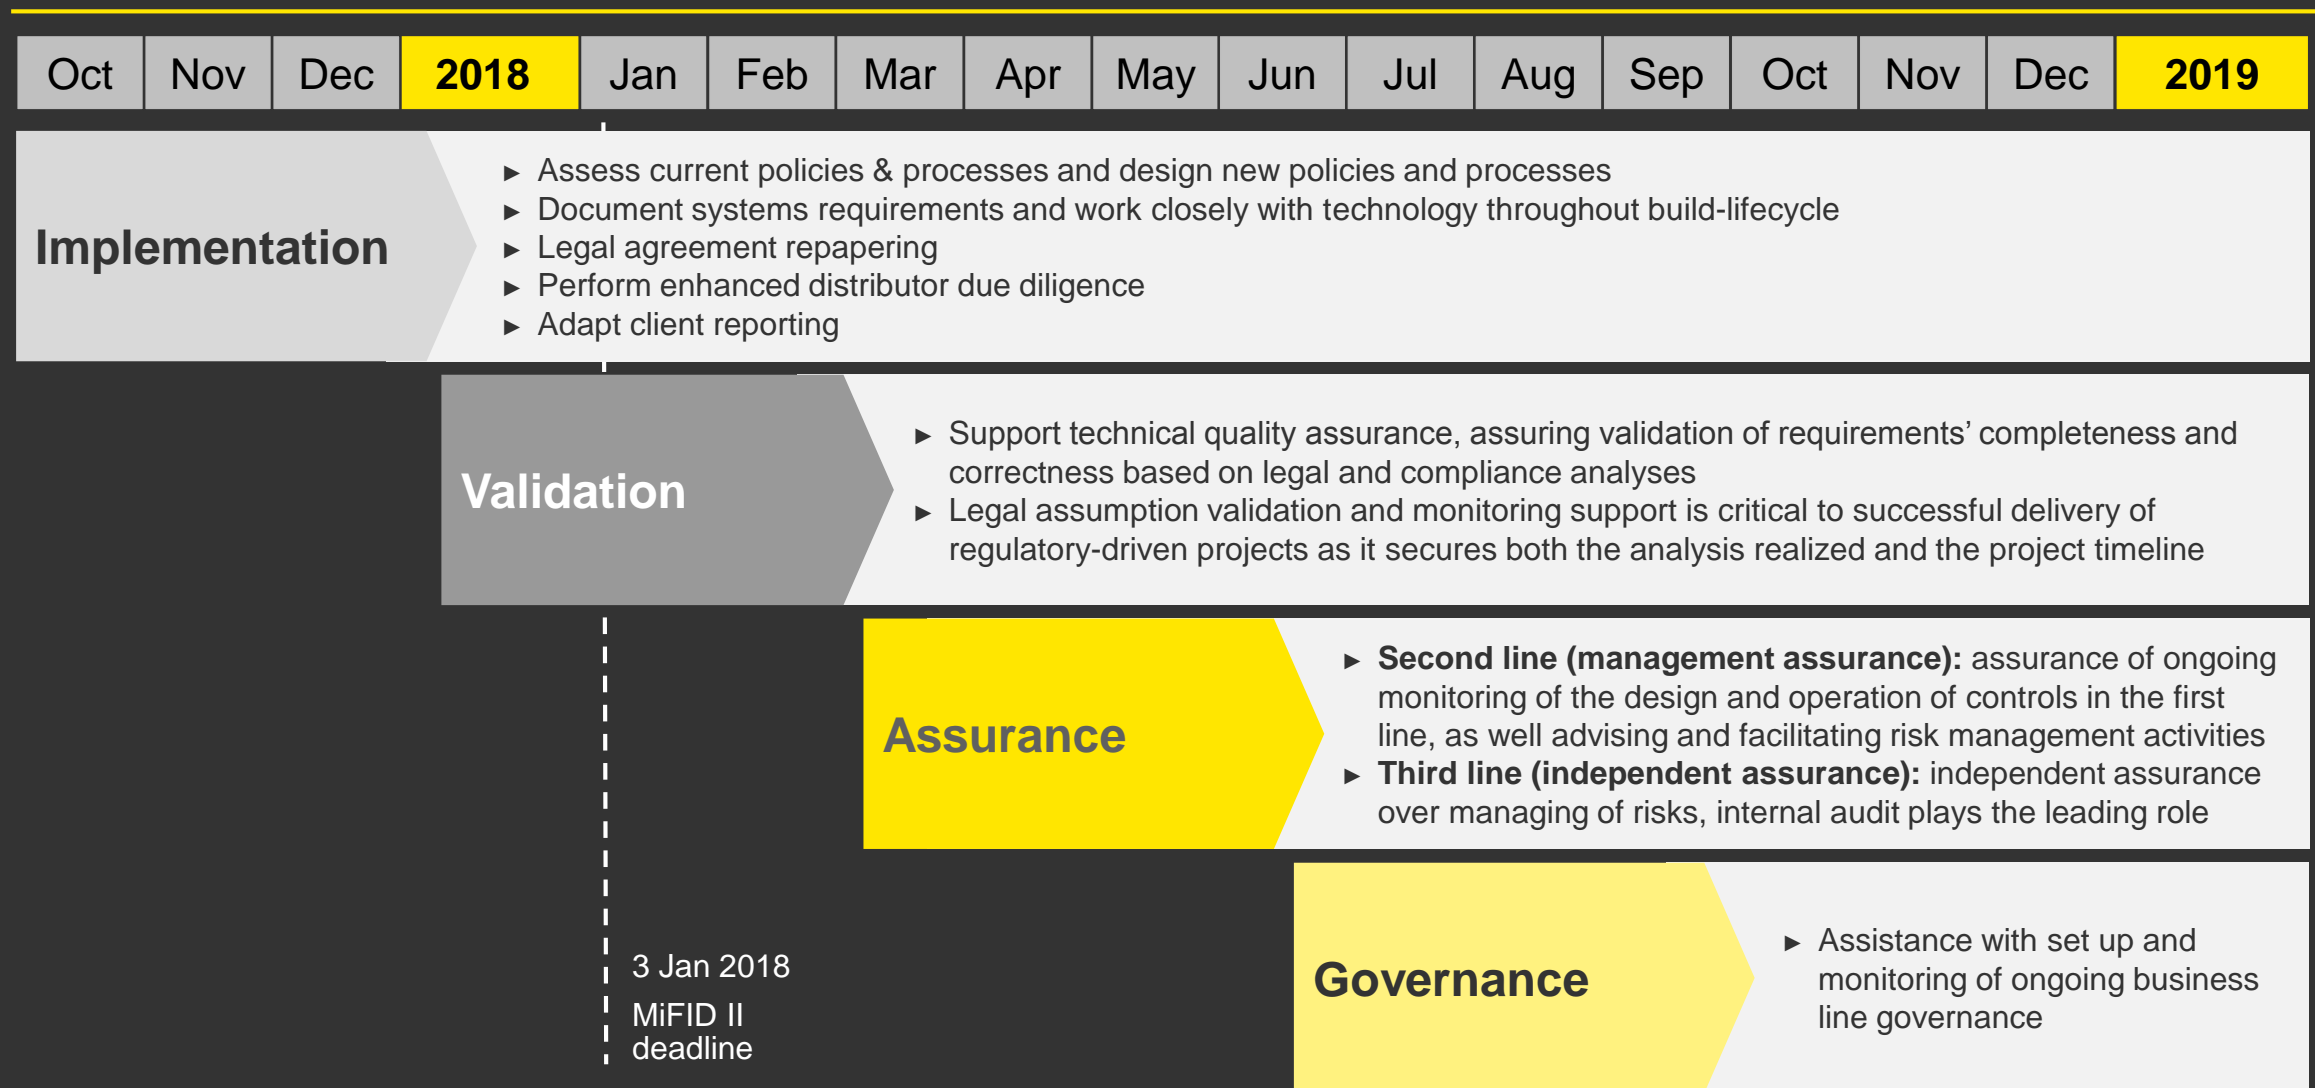 Oct Nov Dec 2018 Jan Feb Mar Apr May Jun Jul Aug Sep Oct Nov Dec 2019
Implementation
► Assess current policies & processes and design new policies and processes
► Document systems requirements and work closely with technology throughout build-lifecycle
► Legal agreement repapering
► Perform enhanced distributor due diligence
► Adapt client reporting
Validation
► Support technical quality assurance, assuring validation of requirements’ completeness and
correctness based on legal and compliance analyses
► Legal assumption validation and monitoring support is critical to successful delivery of
regulatory-driven projects as it secures both the analysis realized and the project timeline
Assurance
► Second line (management assurance): assurance of ongoing
monitoring of the design and operation of controls in the first
line, as well advising and facilitating risk management activities
► Third line (independent assurance): independent assurance
over managing of risks, internal audit plays the leading role
3 Jan 2018
MiFID II
deadline
Governance
► Assistance with set up and
monitoring of ongoing business
line governance